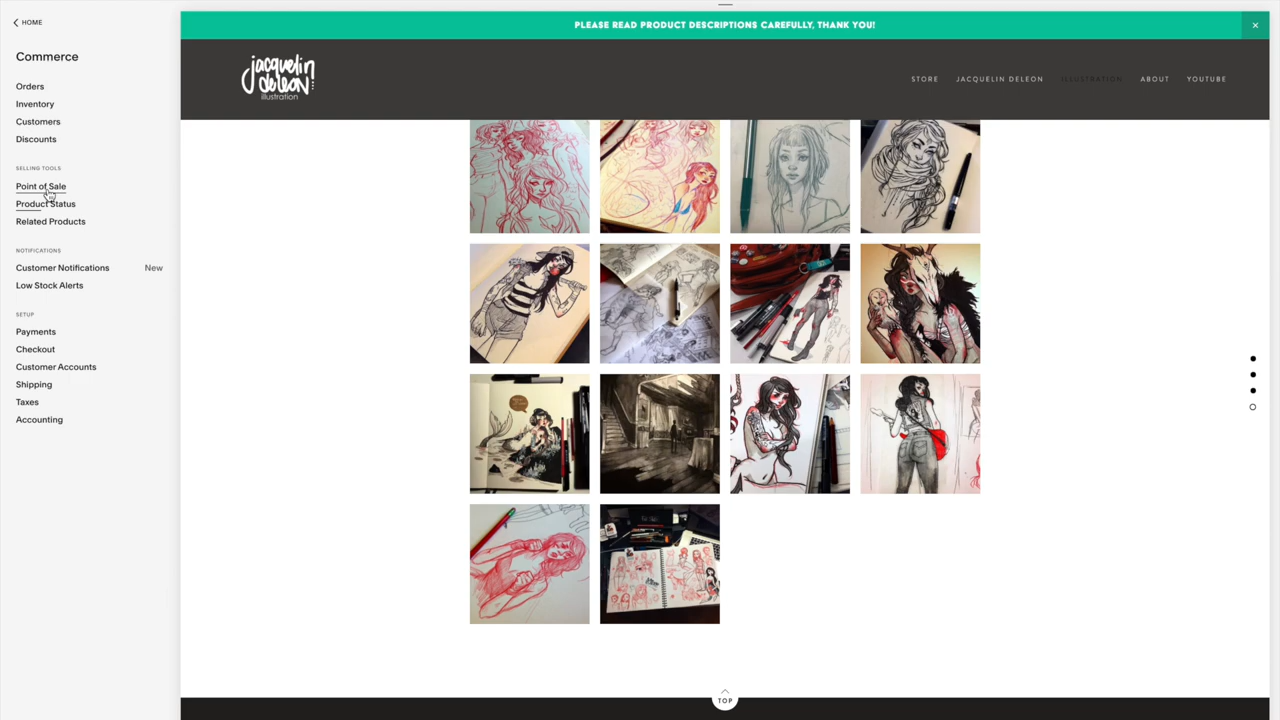 HOME
Commerce
Orders
Inventory
Customers
Discounts
SELLING TOOLS
Point of Sale
Product Status
Related Products
NOTIFICATIONS
Customer Notifications New
Low Stock Alerts
SETUP
Payments
Checkout
Customer Accounts
Shipping
Taxes
Accounting
PLEASE READ PRODUCT DESCRIPTIONS CAREFULLY, THANK YOU!
jacquelin
deleon
illustration
STORE JACQUELIN DELEON ILLUSTRATION ABOUT YOUTUBE
TOP